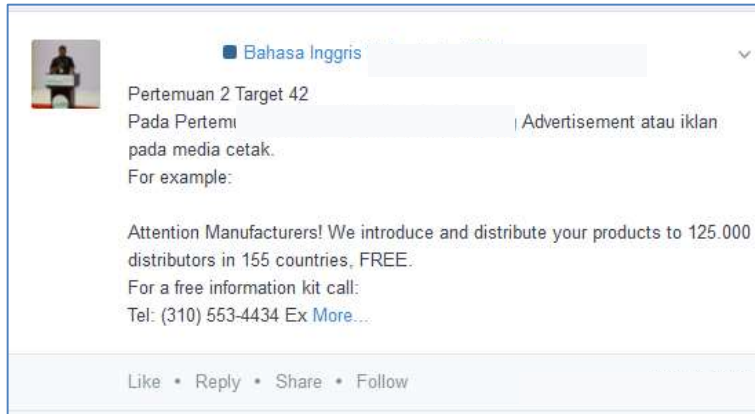 Bahasa Inggris
Pertemuan 2 Target 42
Pada Advertisement atau iklan
pada media cetak.
For example:
Attention Manufacturers! We introduce and distribute your products to 125.000
distributors in 155 countries, FREE.
For a free information kit call:
Tel: (310) 553-4434 Ex More...
Like • Reply • Share • Follow